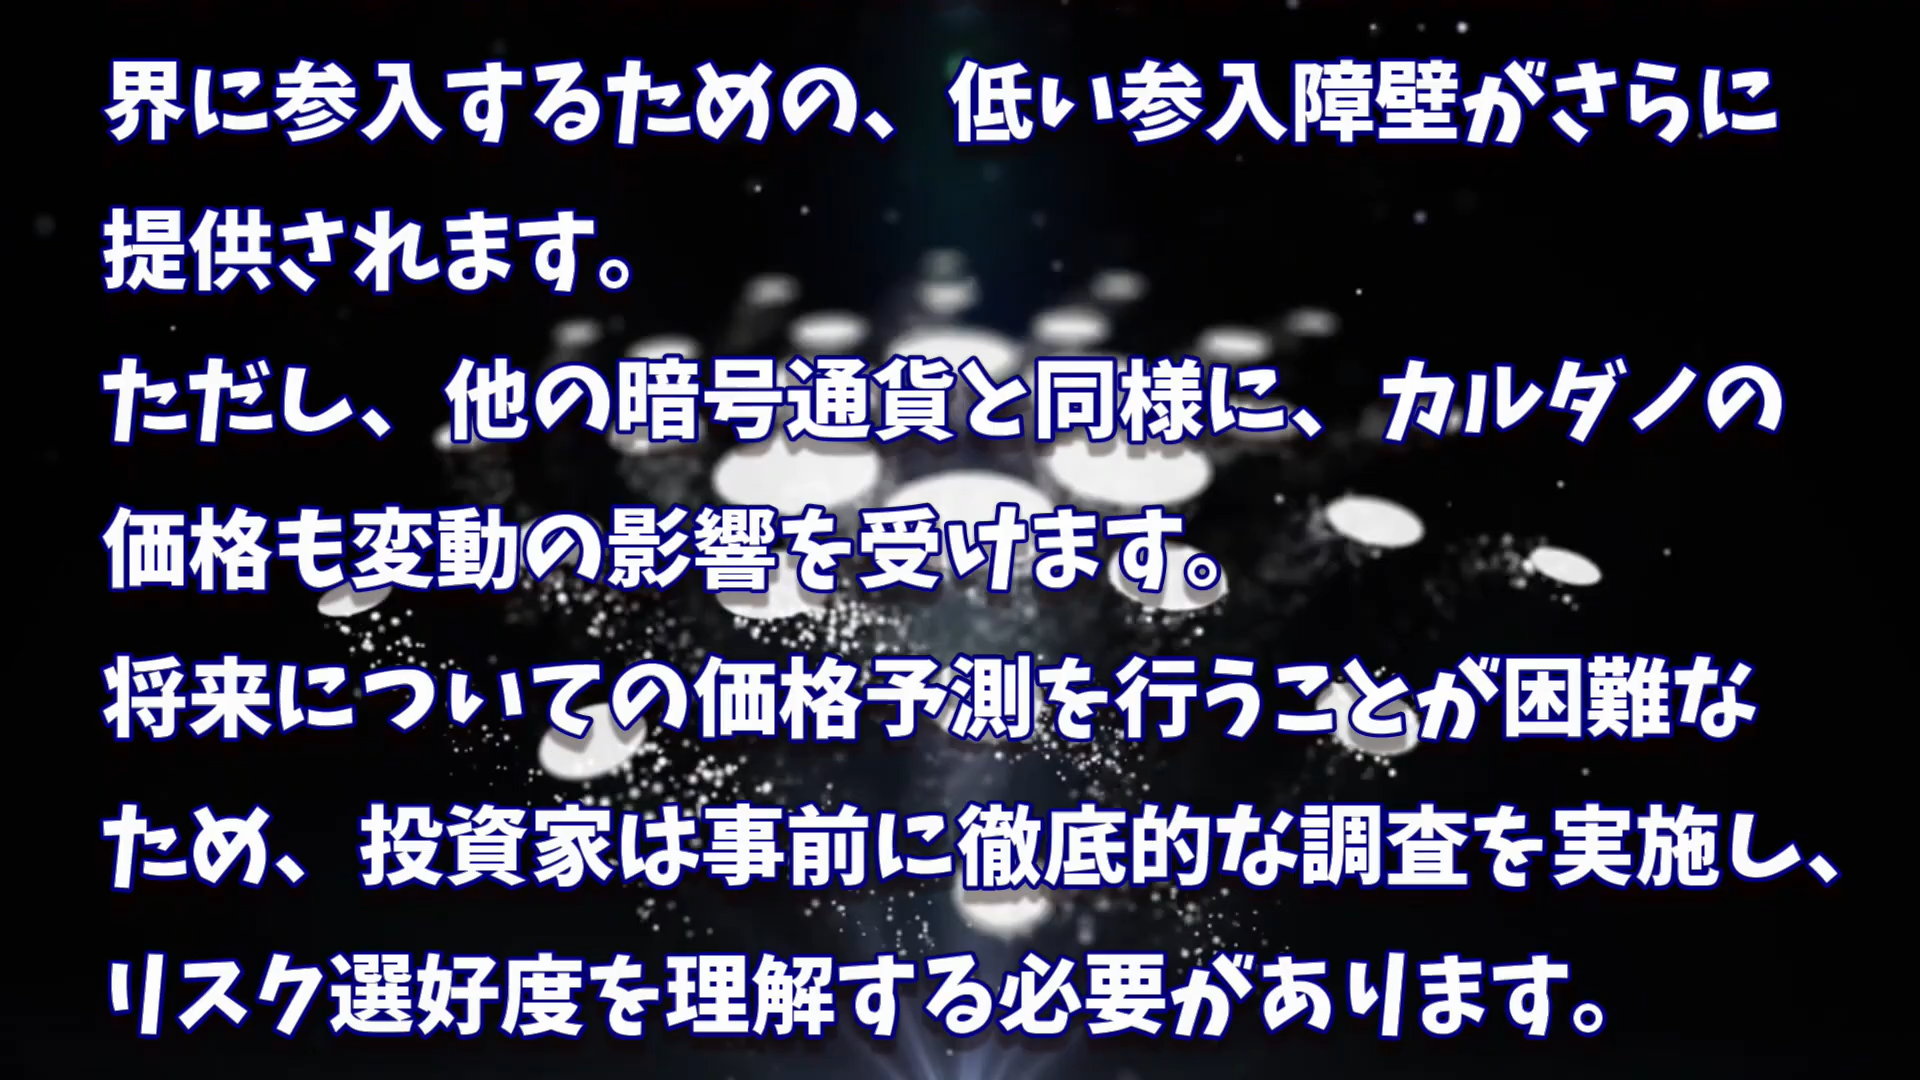 界に参入するための、低い参入障壁がさらに
提供されます。
ただし、他の暗号通貨と同様に、カルダノの
価格も変動の影響を受けます。
将来についての価格予測を行うことが困難な
ため、投資家は事前に徹底的な調査を実施し、
リスク選好度を理解する必要があります。